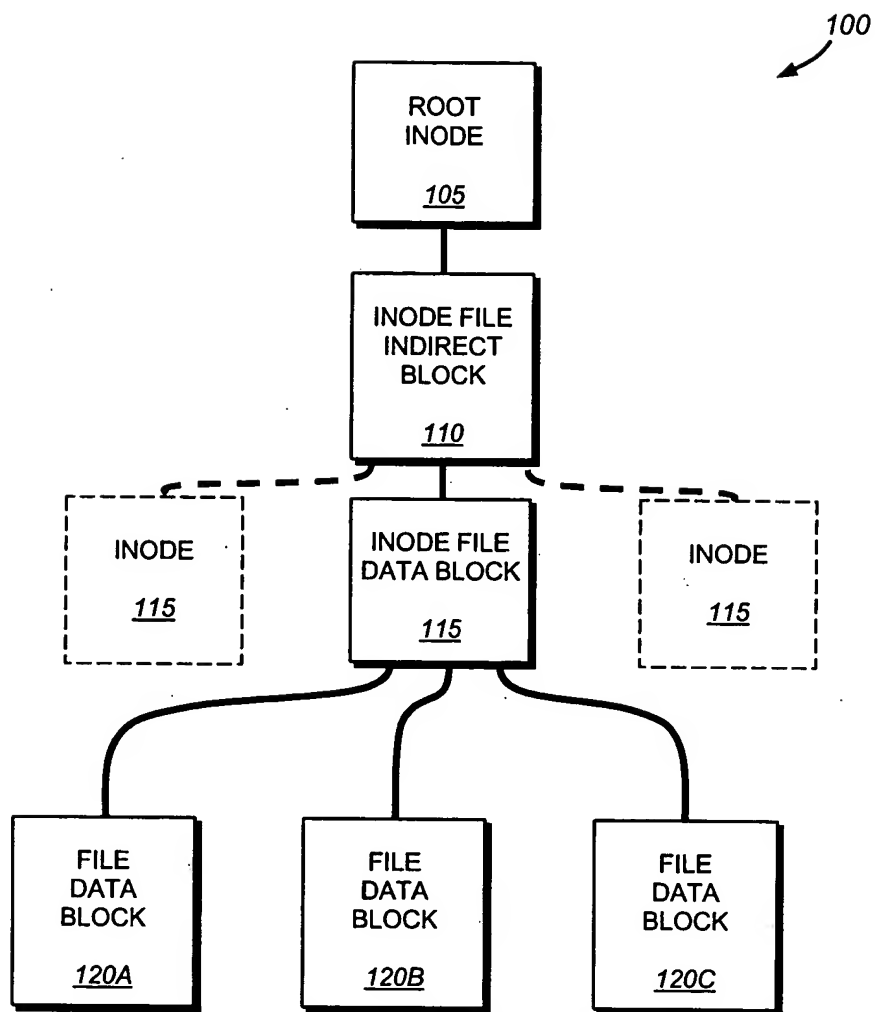 100
ROOT
INODE
105
INODE FILE
INDIRECT
BLOCK
110
INODE
115
INODE FILE
DATA BLOCK
115
INODE
115
FILE
DATA
BLOCK
120A
FILE
DATA
BLOCK
120B
FILE
DATA
BLOCK
120C